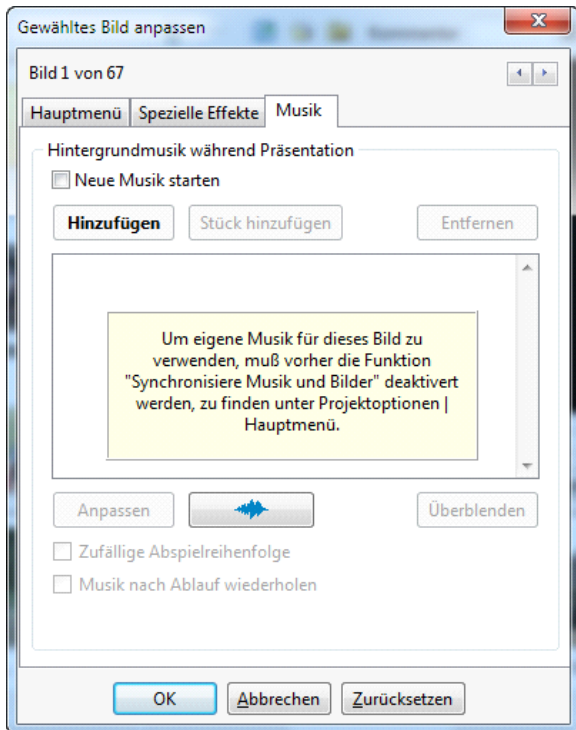 Gewähltes Bild anpassen
Bild 1 von 67
Hauptmenü Spezielle Effekte Musik
Hintergrundmusik während Präsentation
Neue Musik starten
Hinzufügen Stück hinzufügen Entfernen
Um eigene Musik für dieses Bild zu
verwenden, muß vorher die Funktion
"Synchronisiere Musik und Bilder" deaktivert
werden, zu finden unter Projektoptionen |
Hauptmenü.
Anpassen Überblenden
Zufällige Abspielreihenfolge
Musik nach Ablauf wiederholen
OK Abbrechen Zurücksetzen